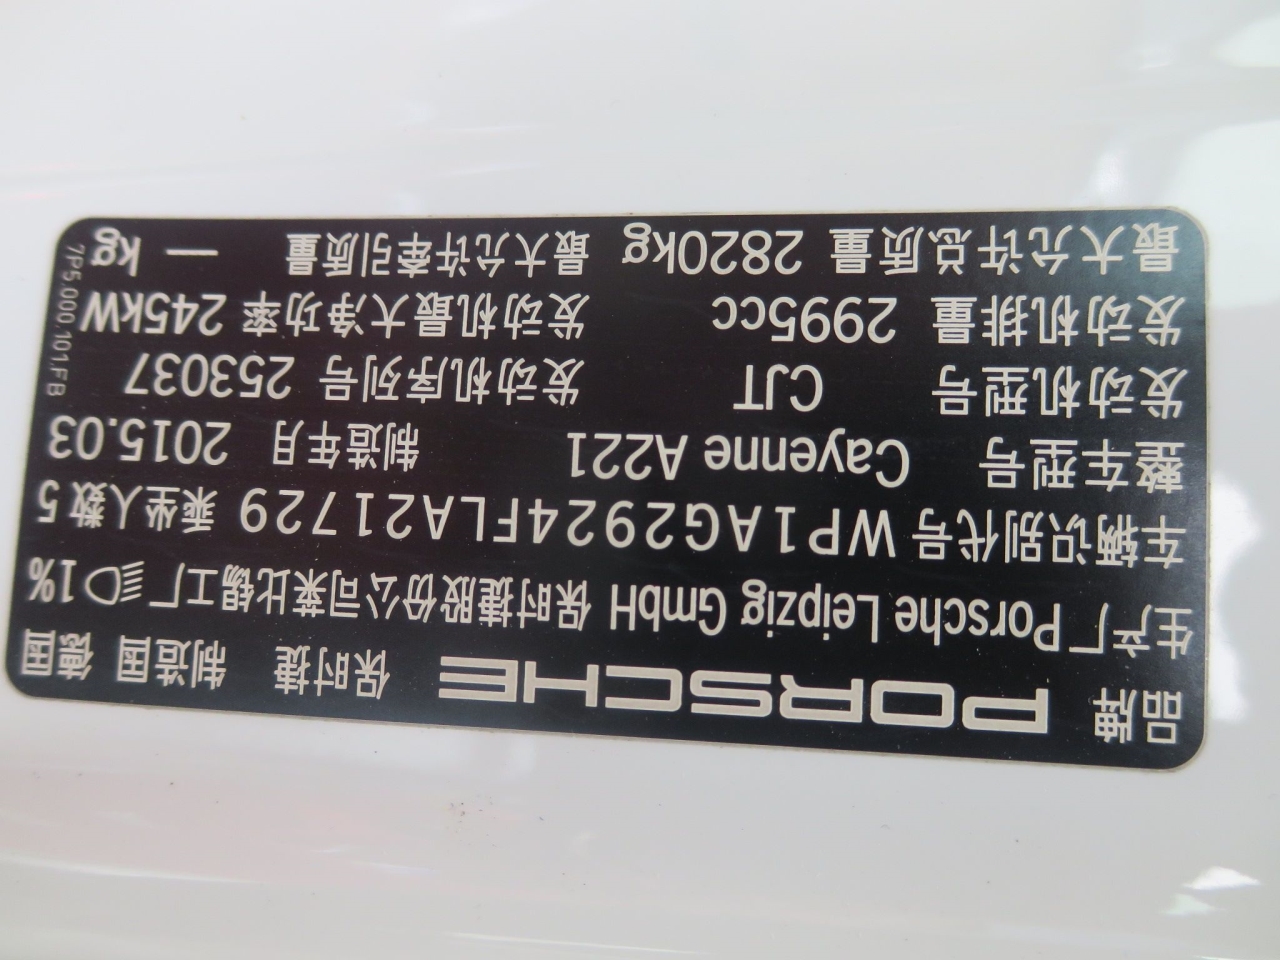 品牌 PORSCHE 保时捷 制造国 德国
生产厂 Porsche Leipzig GmbH 保时捷股份公司莱比锡工厂 1%
车辆识别代号 WP1AG2924FLA21729 乘坐人数 5
整车型号 Cayenne A221 制造年月 2015.03
发动机型号 CJT 发动机序列号 253037
发动机排量 2995cc 发动机最大净功率 245kW
最大允许总质量 2820kg 最大允许牵引质量 — kg
7P5.000.101.FB